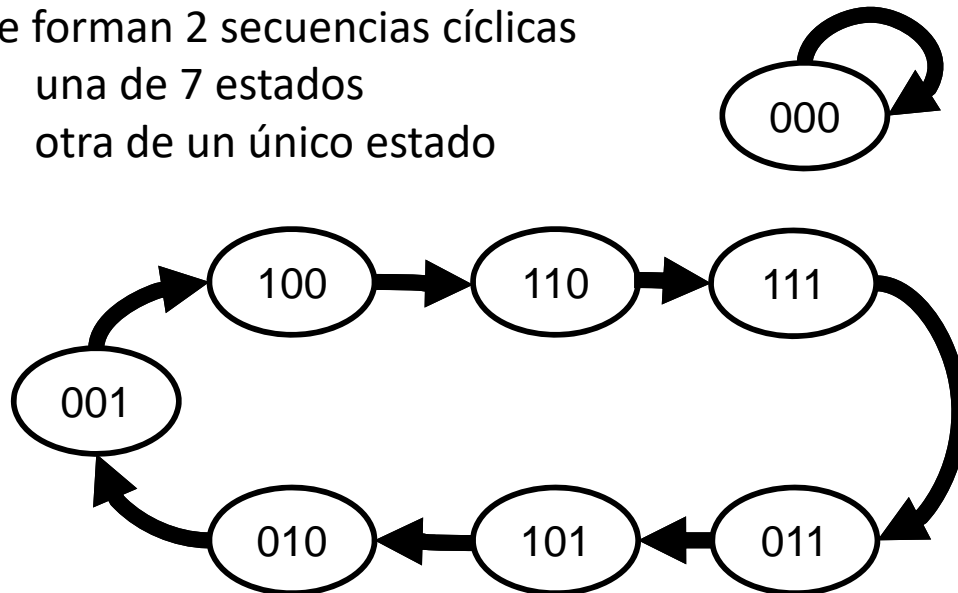 e forman 2 secuencias cíclicas
una de 7 estados
otra de un único estado
000
100
110
111
001
010
101
011